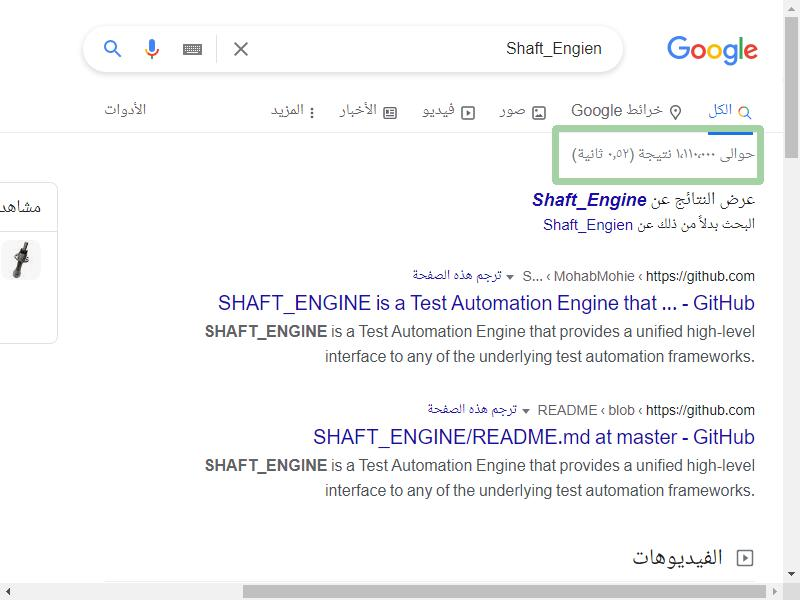 Google
Shaft_Engien
الكل
خرائط Google
صور
فيديو
الأخبار
المزيد
الأدوات
حوالى ١،١١٠،٠٠٠ نتيجة (٠,٥٢ ثانية)
عرض النتائج عن Shaft_Engine
البحث بدلاً من ذلك عن Shaft_Engien
مشاهد
https://github.com › MohabMohie › S... ترجم هذه الصفحة
SHAFT_ENGINE is a Test Automation Engine that ... - GitHub
SHAFT_ENGINE is a Test Automation Engine that provides a unified high-level
interface to any of the underlying test automation frameworks.
https://github.com › blob › README ترجم هذه الصفحة
SHAFT_ENGINE/README.md at master - GitHub
SHAFT_ENGINE is a Test Automation Engine that provides a unified high-level
interface to any of the underlying test automation frameworks.
الفيديوهات